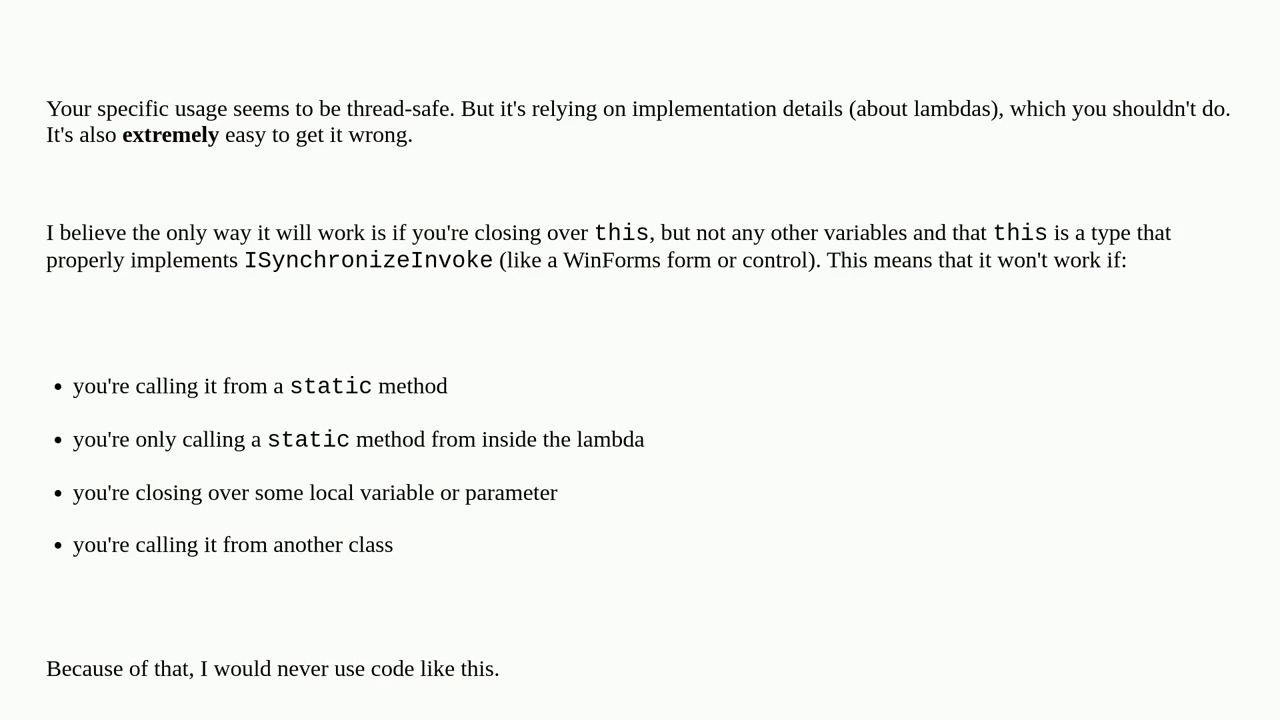 Your specific usage seems to be thread-safe. But it's relying on implementation details (about lambdas), which you shouldn't do.
It's also extremely easy to get it wrong.
I believe the only way it will work is if you're closing over this, but not any other variables and that this is a type that
properly implements ISynchronizeInvoke (like a WinForms form or control). This means that it won't work if:
• you're calling it from a static method
• you're only calling a static method from inside the lambda
• you're closing over some local variable or parameter
• you're calling it from another class
Because of that, I would never use code like this.